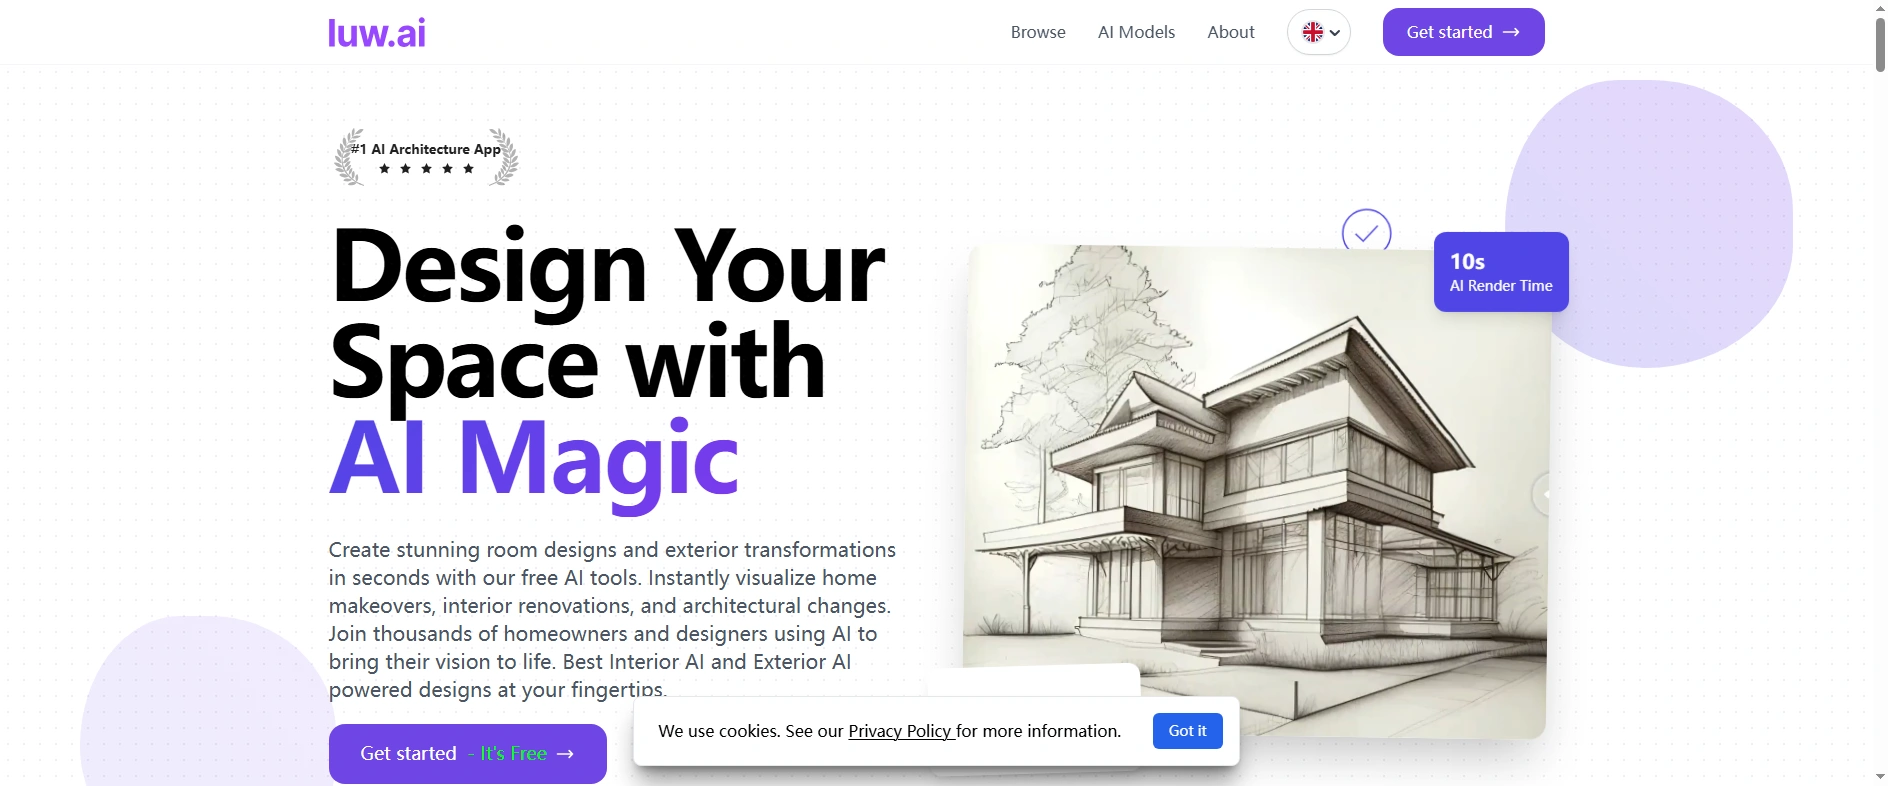 luw.ai
Browse
AI Models
About
Get started →
#1 AI Architecture App
★ ★ ★ ★ ★
Design Your
Space with
AI Magic
Create stunning room designs and exterior transformations
in seconds with our free AI tools. Instantly visualize home
makeovers, interior renovations, and architectural changes.
Join thousands of homeowners and designers using AI to
bring their vision to life. Best Interior AI and Exterior AI
powered designs at your fingertips.
Get started - It's Free →
10s
AI Render Time
We use cookies. See our Privacy Policy for more information.
Got it